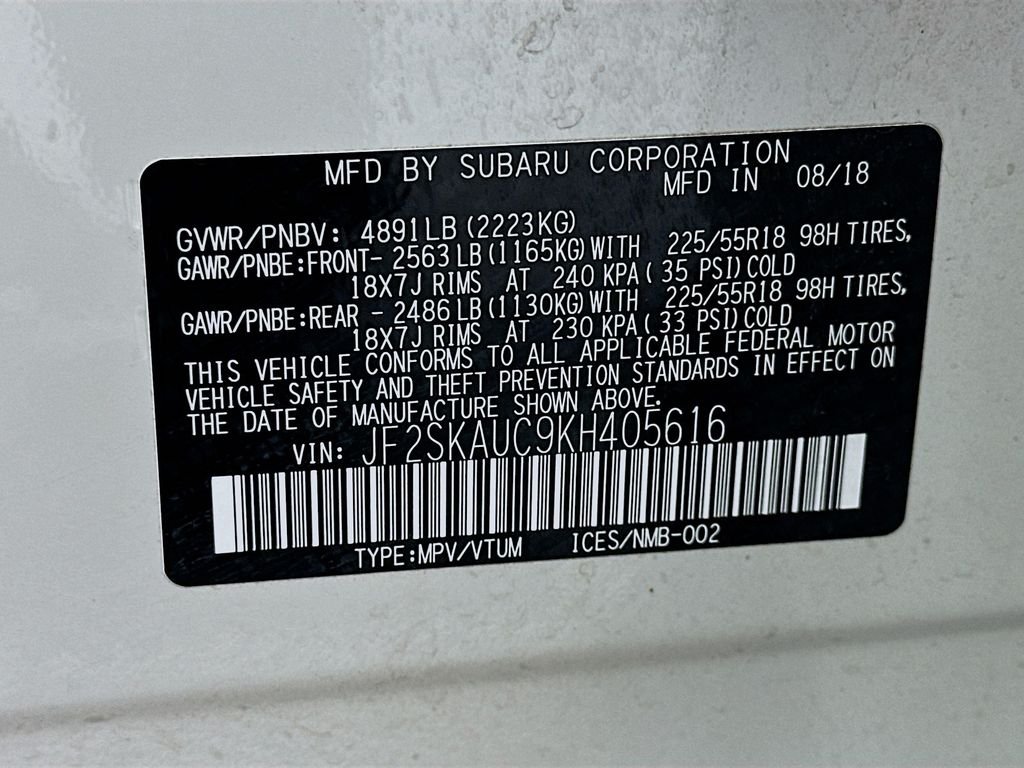 MFD BY SUBARU CORPORATION
MFD IN 08/18
GVWR/PNBV: 4891LB(2223KG)
GAWR/PNBE:FRONT- 2563LB(1165KG)WITH 225/55R18 98H TIRES,
18X7J RIMS AT 240 KPA( 35 PSI)COLD
GAWR/PNBE:REAR - 2486LB(1130KG)WITH 225/55R18 98H TIRES,
18X7J RIMS AT 230 KPA( 33 PSI)COLD
THIS VEHICLE CONFORMS TO ALL APPLICABLE FEDERAL MOTOR
VEHICLE SAFETY AND THEFT PREVENTION STANDARDS IN EFFECT ON
THE DATE OF MANUFACTURE SHOWN ABOVE.
VIN: JF2SKAUC9KH405616
TYPE:MPV/VTUM ICES/NMB-002